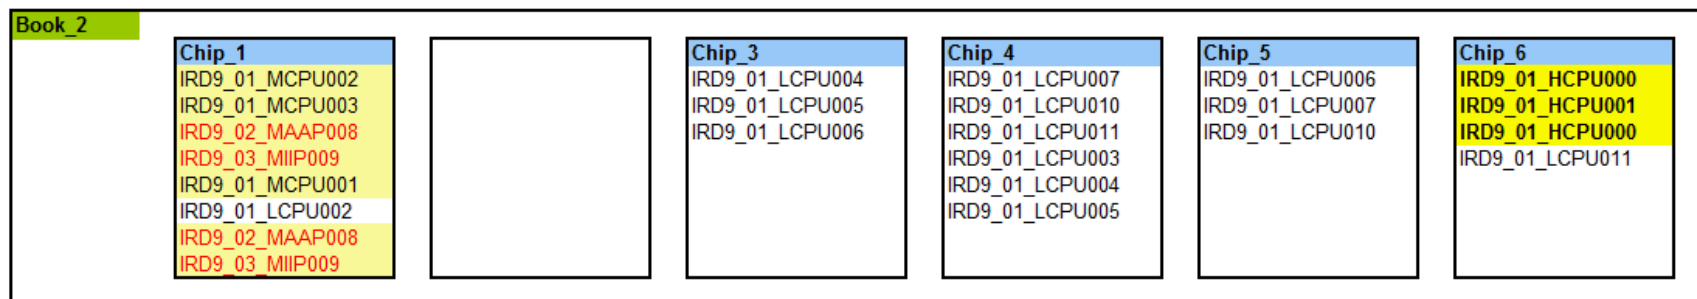 Book_2
Chip_1
IRD9_01_MCPU002
IRD9_01_MCPU003
IRD9_02_MAAP008
IRD9_03_MIIP009
IRD9_01_MCPU001
IRD9_01_LCPU002
IRD9_02_MAAP008
IRD9_03_MIIP009
Chip_3
IRD9_01_LCPU004
IRD9_01_LCPU005
IRD9_01_LCPU006
Chip_4
IRD9_01_LCPU007
IRD9_01_LCPU010
IRD9_01_LCPU011
IRD9_01_LCPU003
IRD9_01_LCPU004
IRD9_01_LCPU005
Chip_5
IRD9_01_LCPU006
IRD9_01_LCPU007
IRD9_01_LCPU010
Chip_6
IRD9_01_HCPU000
IRD9_01_HCPU001
IRD9_01_HCPU000
IRD9_01_LCPU011